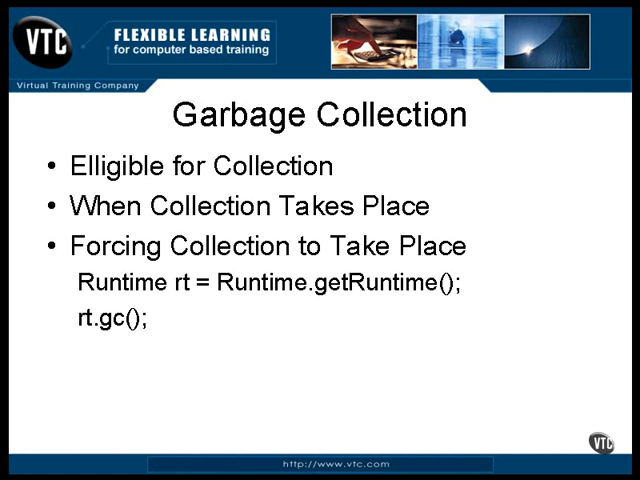 VTC
FLEXIBLE LEARNING
for computer based training
Virtual Training Company
Garbage Collection
• Elligible for Collection
• When Collection Takes Place
• Forcing Collection to Take Place
Runtime rt = Runtime.getRuntime();
rt.gc();
VTC
http://www.vtc.com